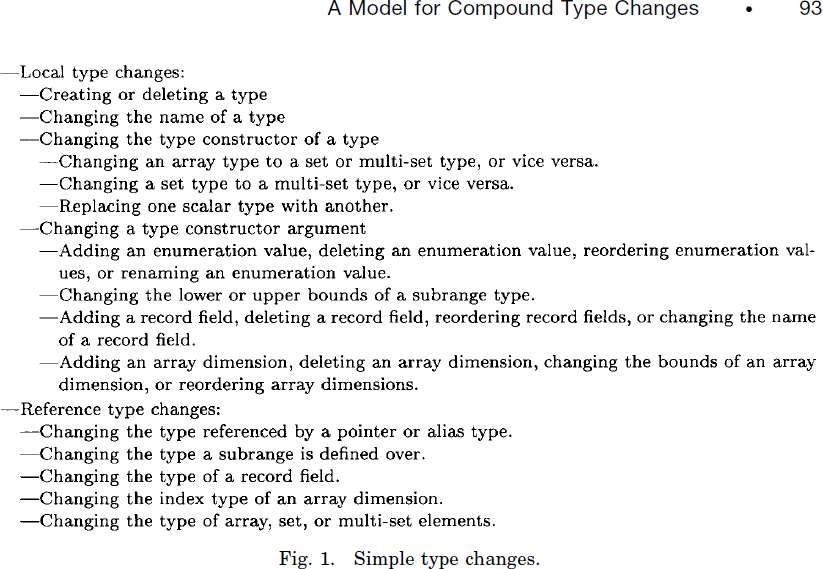 A Model for Compound Type Changes • 93
—Local type changes:
—Creating or deleting a type
—Changing the name of a type
—Changing the type constructor of a type
—Changing an array type to a set or multi-set type, or vice versa.
—Changing a set type to a multi-set type, or vice versa.
—Replacing one scalar type with another.
—Changing a type constructor argument
—Adding an enumeration value, deleting an enumeration value, reordering enumeration val-
ues, or renaming an enumeration value.
—Changing the lower or upper bounds of a subrange type.
—Adding a record field, deleting a record field, reordering record fields, or changing the name
of a record field.
—Adding an array dimension, deleting an array dimension, changing the bounds of an array
dimension, or reordering array dimensions.
—Reference type changes:
—Changing the type referenced by a pointer or alias type.
—Changing the type a subrange is defined over.
—Changing the type of a record field.
—Changing the index type of an array dimension.
—Changing the type of array, set, or multi-set elements.
Fig. 1. Simple type changes.